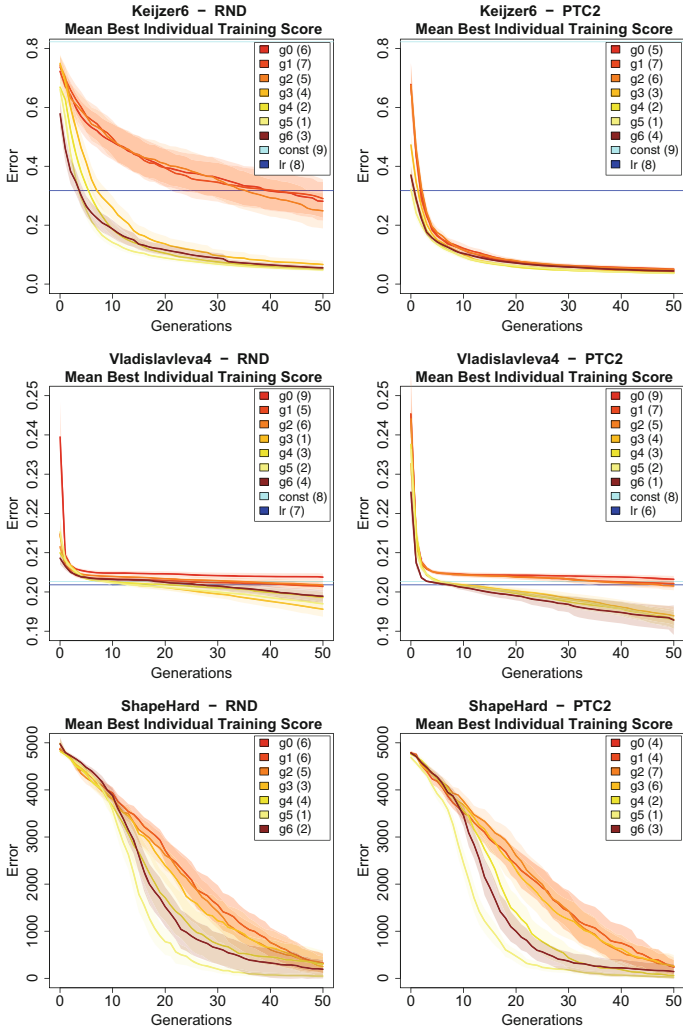 Keijzer6 − RND
Mean Best Individual Training Score
g0 (6)
g1 (7)
g2 (5)
g3 (4)
g4 (2)
g5 (1)
g6 (3)
const (9)
lr (8)
Error
0.0
0.2
0.4
0.6
0.8
0
10
20
30
40
50
Generations
Keijzer6 − PTC2
Mean Best Individual Training Score
g0 (5)
g1 (7)
g2 (6)
g3 (3)
g4 (2)
g5 (1)
g6 (4)
const (9)
lr (8)
Error
0.0
0.2
0.4
0.6
0.8
0
10
20
30
40
50
Generations
Vladislavleva4 − RND
Mean Best Individual Training Score
g0 (9)
g1 (5)
g2 (6)
g3 (1)
g4 (3)
g5 (2)
g6 (4)
const (8)
lr (7)
Error
0.19
0.20
0.21
0.22
0.23
0.24
0.25
0
10
20
30
40
50
Generations
Vladislavleva4 − PTC2
Mean Best Individual Training Score
g0 (9)
g1 (7)
g2 (5)
g3 (4)
g4 (3)
g5 (2)
g6 (1)
const (8)
lr (6)
Error
0.19
0.20
0.21
0.22
0.23
0.24
0.25
0
10
20
30
40
50
Generations
ShapeHard − RND
Mean Best Individual Training Score
g0 (6)
g1 (6)
g2 (5)
g3 (3)
g4 (4)
g5 (1)
g6 (2)
Error
0
1000
2000
3000
4000
5000
0
10
20
30
40
50
Generations
ShapeHard − PTC2
Mean Best Individual Training Score
g0 (4)
g1 (4)
g2 (7)
g3 (6)
g4 (2)
g5 (1)
g6 (3)
Error
0
1000
2000
3000
4000
5000
0
10
20
30
40
50
Generations